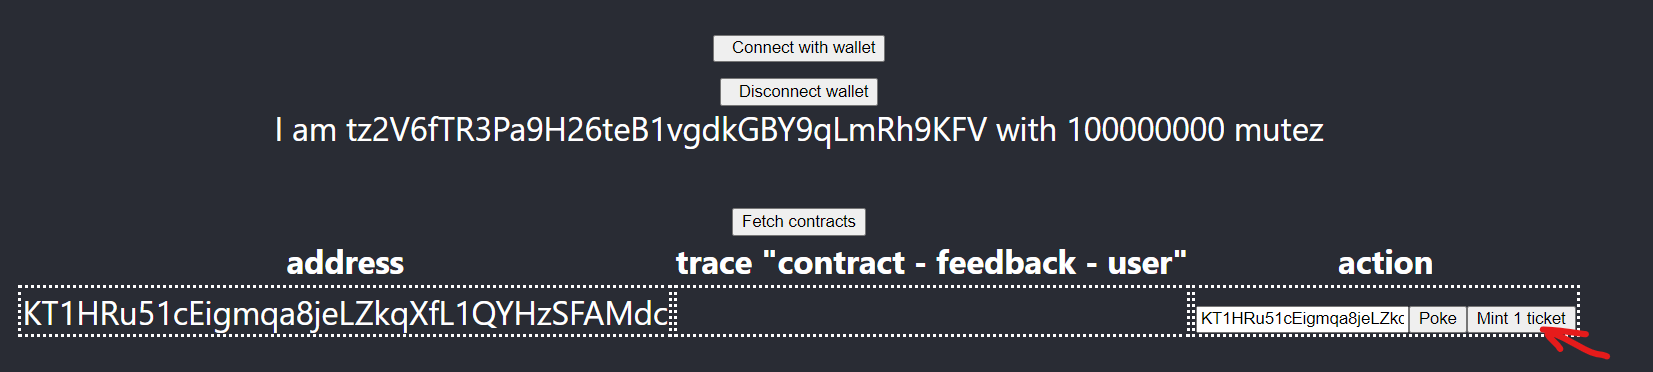 Connect with wallet
Disconnect wallet
I am tz2V6fTR3Pa9H26teB1vgdkGBY9qLmRh9KFV with 100000000 mutez
Fetch contracts
address trace "contract - feedback - user" action
KT1HRu51cEigmqa8jeLZkqXfL1QYHzSFAMdc KT1HRu51cEigmqa8jeLZkc Poke Mint 1 ticket